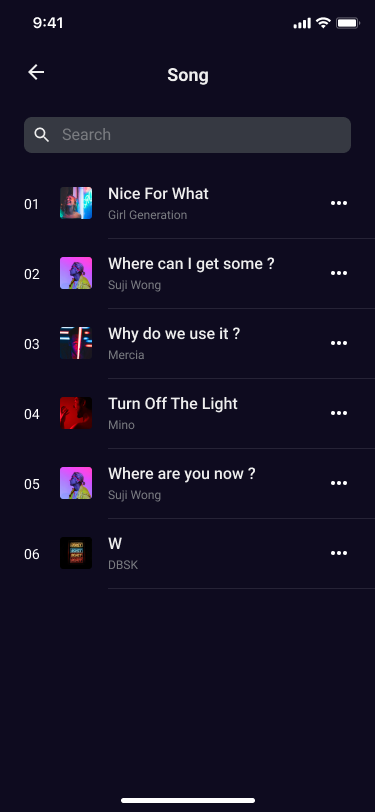 9:41
Song
Search
01
Nice For What
Girl Generation
02
Where can I get some ?
Suji Wong
03
Why do we use it ?
Mercia
04
Turn Off The Light
Mino
05
Where are you now ?
Suji Wong
06
W
DBSK